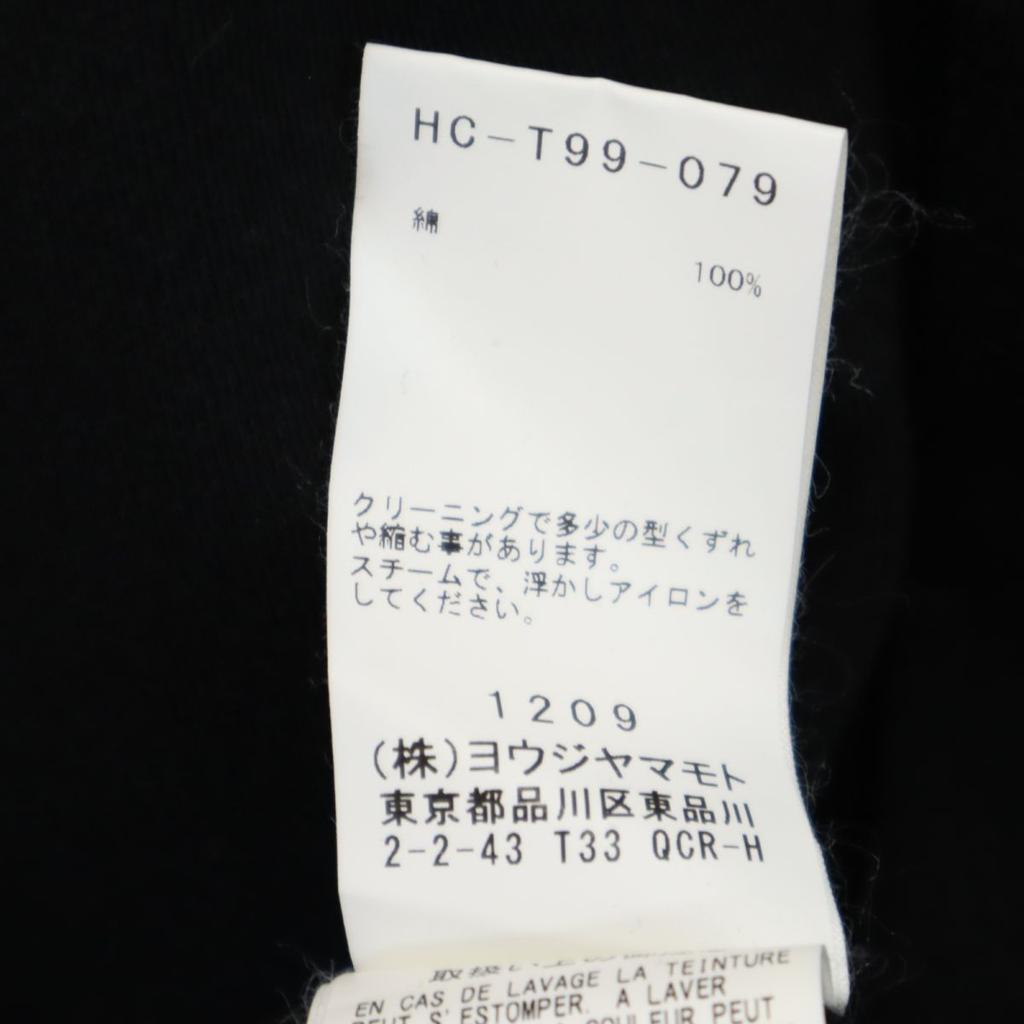 HC-T99-079
綿
100%
クリーニングで多少の型くずれ
や縮む事があります。
スチームで、浮かしアイロンを
してください。
1209
(株)ヨウジヤマモト
東京都品川区東品川
2-2-43 T33 QCR-H
EN CAS DE LAVAGE LA TEINTURE
PEUT S'ESTOMPER. A LAVER
COULEUR PEUT